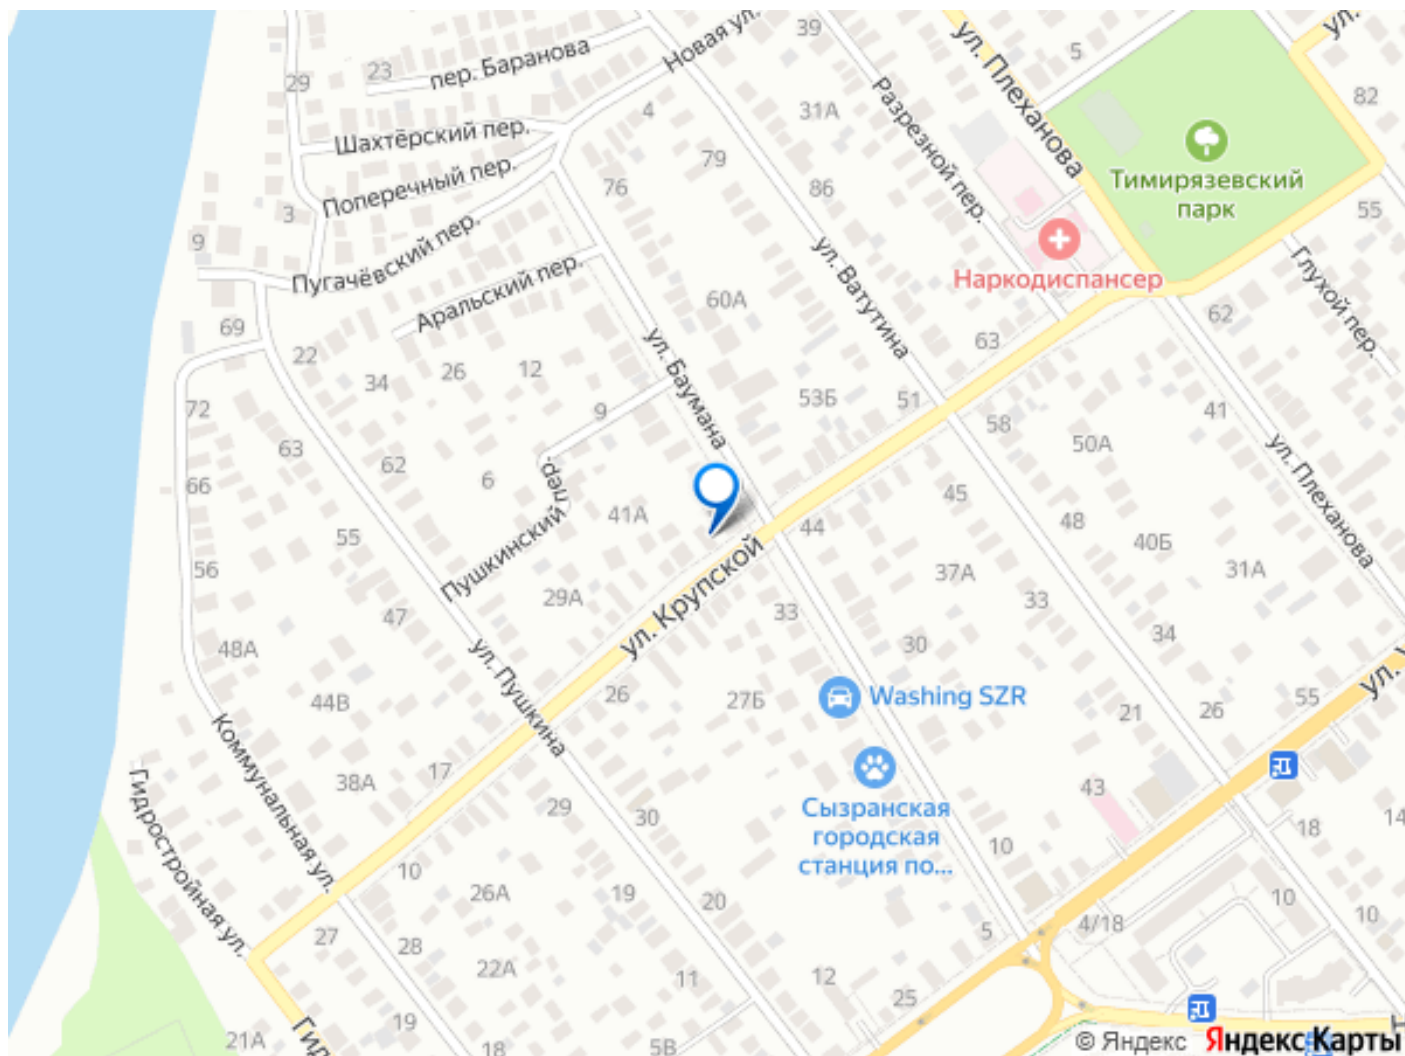 39
5
ул.
пер. Баранова
23
29
Новая ул.
ул. Плеханова
82
Шахтёрский пер.
4
31А
Разрезной пер.
Поперечный пер.
79
76
86
Тимирязевский
парк
3
9
Пугачёвский пер.
55
Наркодиспансер
Глухой пер.
Аральский пер.
60А
ул. Ватутина
62
69
22
34
26
12
ул. Баумана
63
9
53Б
51
58
41
72
63
62
6
50А
ул. Плеханова
66
55
Пушкинский пер.
41А
44
45
48
40Б
31А
56
47
29А
ул. Крупской
37А
33
33
34
48А
ул. Пушкина
30
44В
26
27Б
Washing SZR
21
26
55
ул. У
Коммунальная ул.
Гидростройная ул.
38А
17
29
30
Сызранская
городская
станция по...
43
18
14
10
10
26А
19
20
10
10
27
28
22А
11
12
5
4/18
25
21А
Гид
19
18
5В
© Яндекс Яндекс Карты